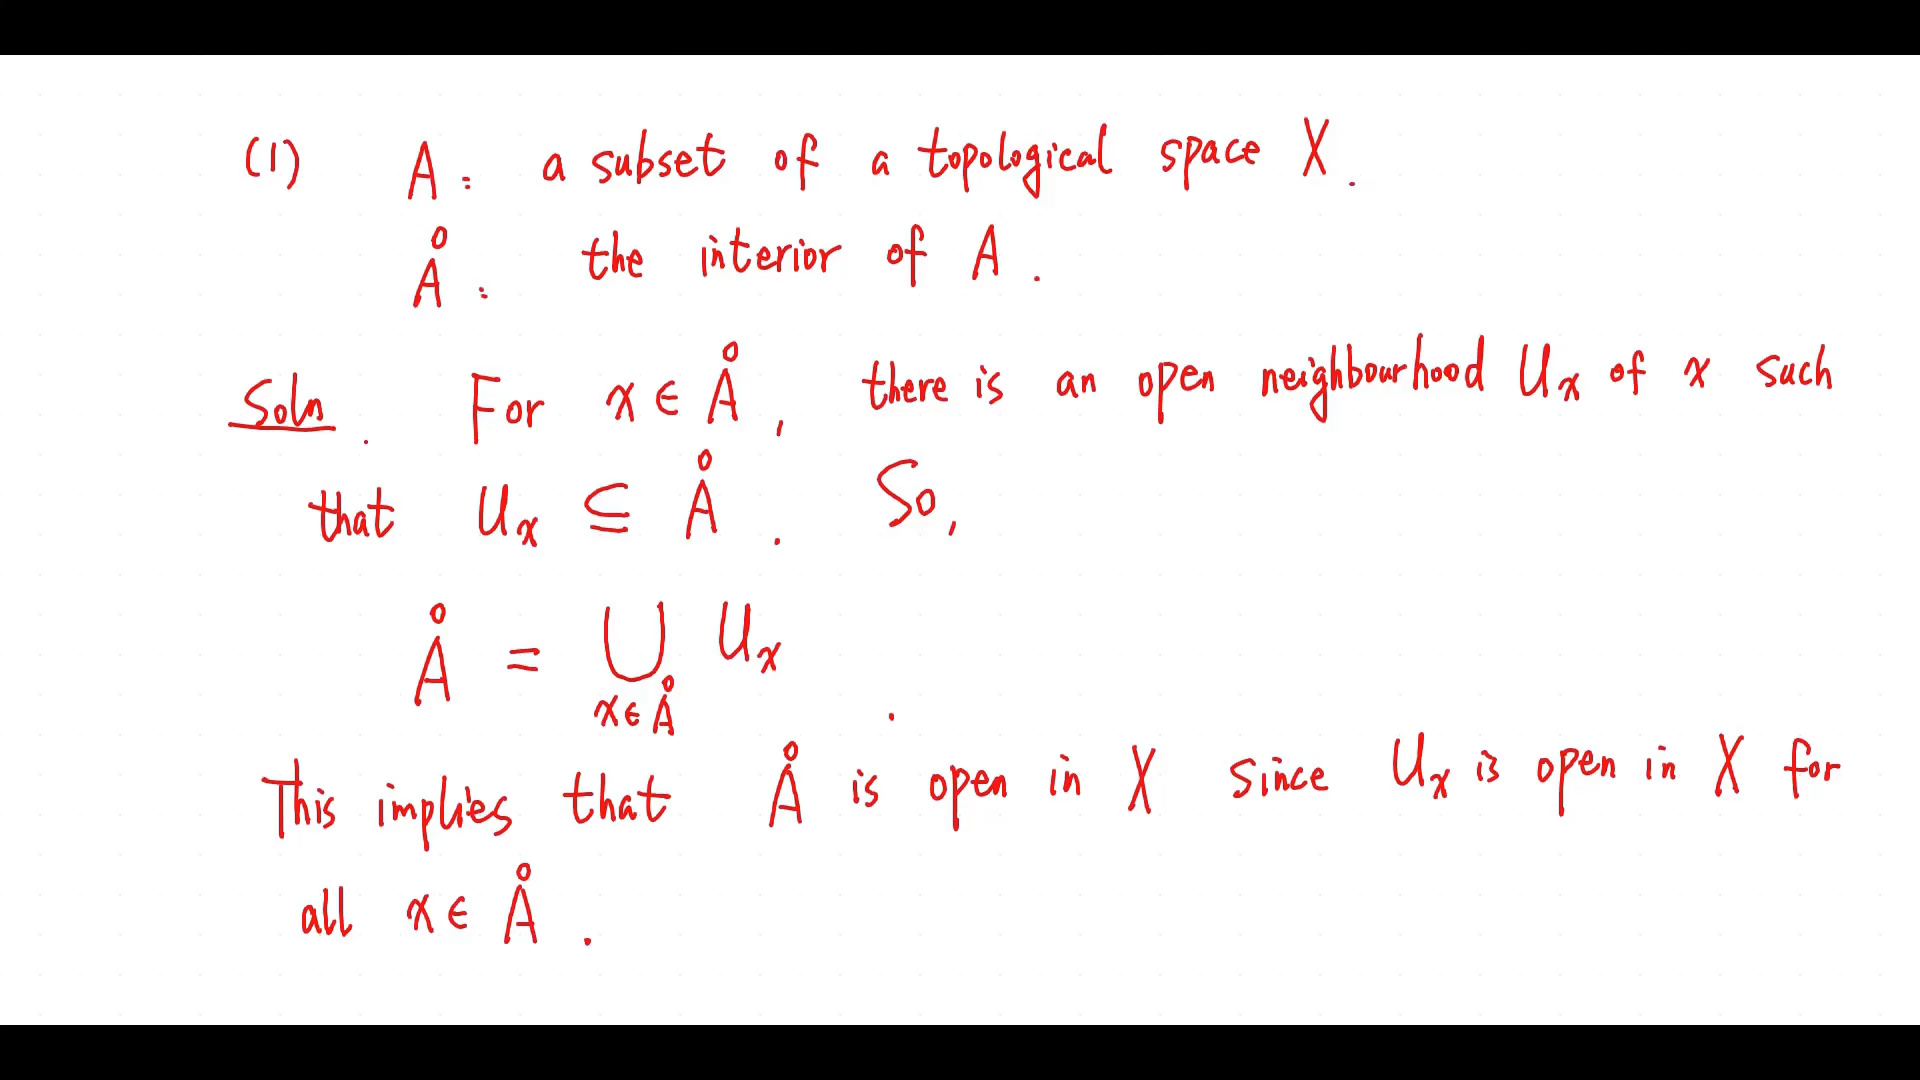 (1) A : a subset of a topological space X .
Å : the interior of A .
Soln . For x ∈ Å , there is an open neighbourhood Uₓ of x such
that Uₓ ⊆ Å . So,
Å = ⋃ Uₓ .
x∈Å
This implies that Å is open in X since Uₓ is open in X for
all x ∈ Å .